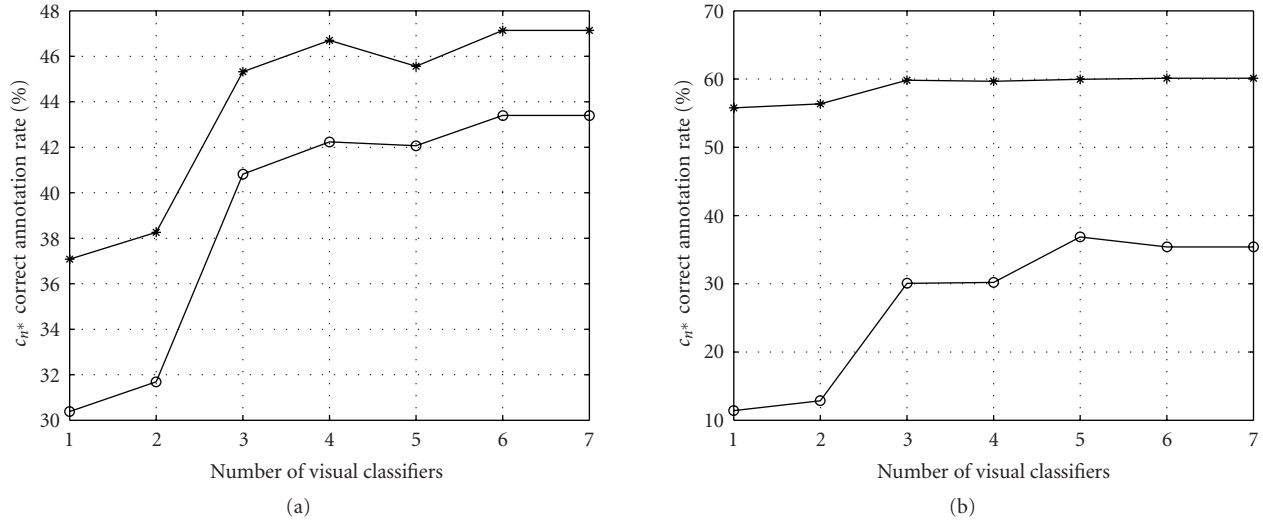 48
46
44
42
40
38
36
34
32
30
c_n* correct annotation rate (%)
1 2 3 4 5 6 7
Number of visual classifiers
(a)
70
60
50
40
30
20
10
c_n* correct annotation rate (%)
1 2 3 4 5 6 7
Number of visual classifiers
(b)